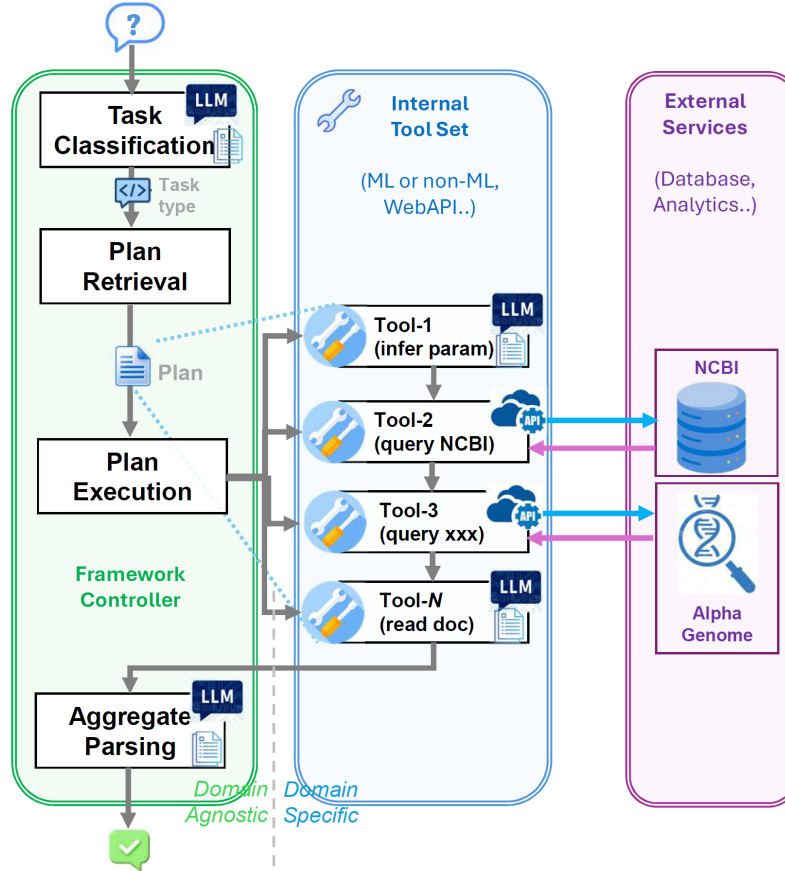 ?
Task
Classification
LLM
</>
Task
type
Plan
Retrieval
Plan
Plan
Execution
Framework
Controller
Aggregate
Parsing
LLM
Domain
Agnostic
Internal
Tool Set
(ML or non-ML,
WebAPI..)
Tool-1
(infer param)
LLM
Tool-2
(query NCBI)
API
Tool-3
(query xxx)
API
Tool-N
(read doc)
LLM
Domain
Specific
External
Services
(Database,
Analytics..)
NCBI
Alpha
Genome